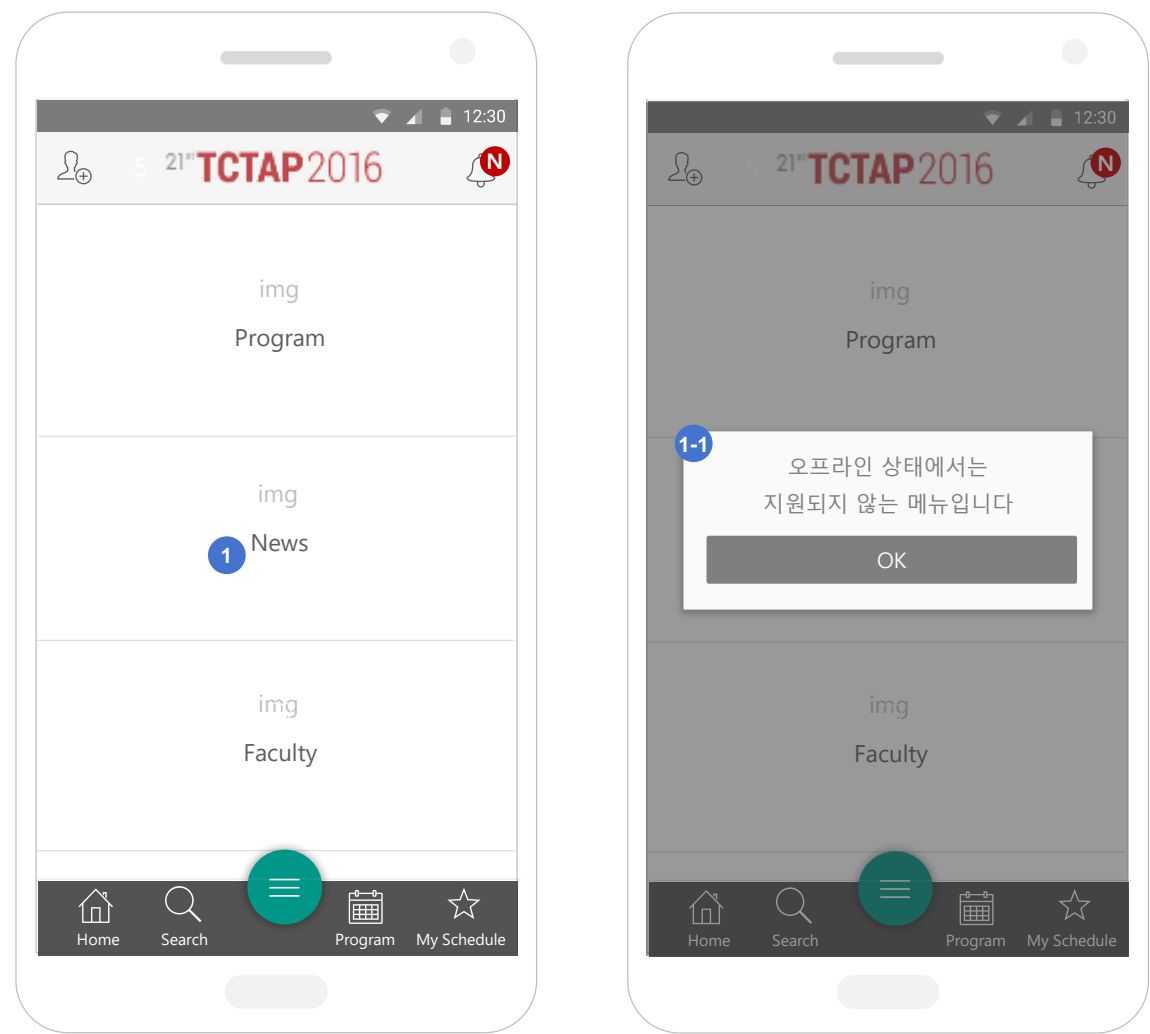 12:30
5 21st TCTAP 2016 N
img
Program
img
1 News
img
Faculty
Home Search Program My Schedule
12:30
5 21st TCTAP 2016 N
img
Program
1-1
오프라인 상태에서는
지원되지 않는 메뉴입니다
OK
img
Faculty
Home Search Program My Schedule